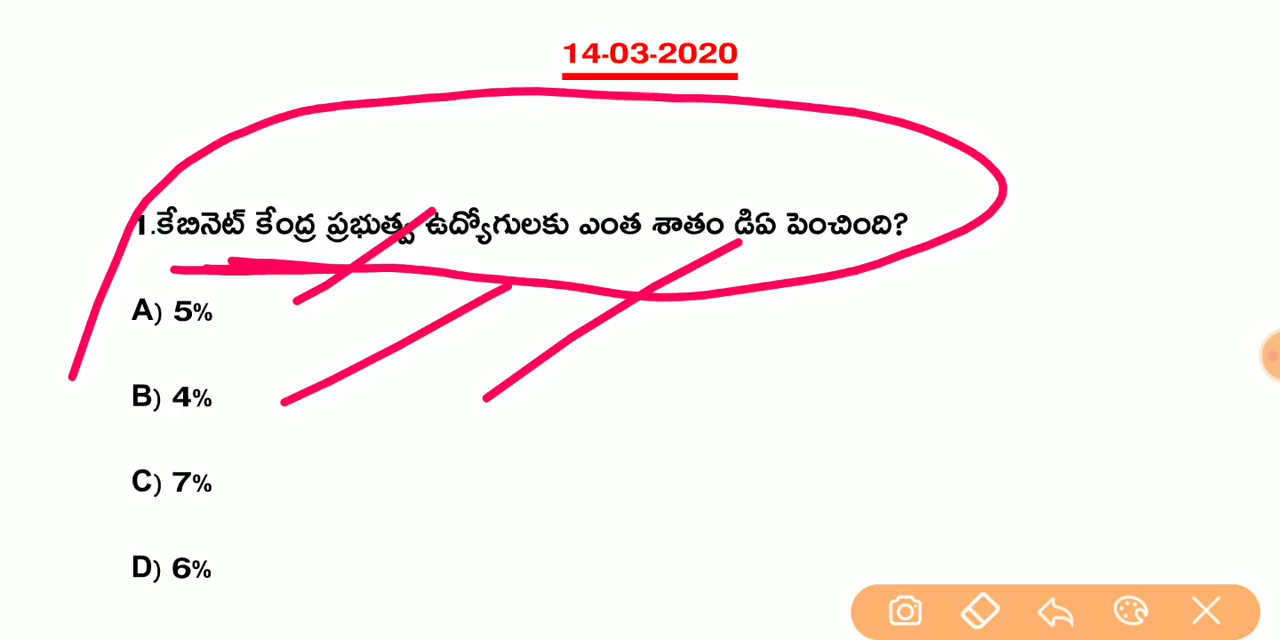 14-03-2020
1.కేబినెట్ కేంద్ర ప్రభుత్వ ఉద్యోగులకు ఎంత శాతం డిఏ పెంచింది?
A) 5%
B) 4%
C) 7%
D) 6%